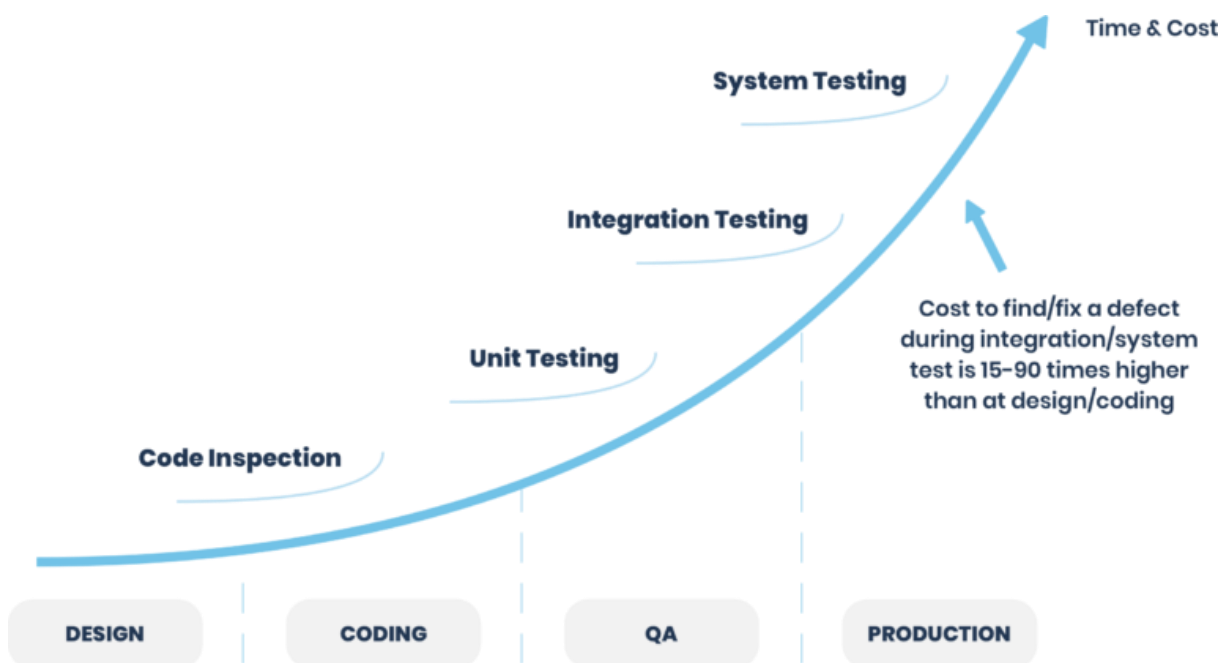 Time & Cost
System Testing
Integration Testing
Cost to find/fix a defect
during integration/system
test is 15-90 times higher
than at design/coding
Unit Testing
Code Inspection
DESIGN
CODING
QA
PRODUCTION